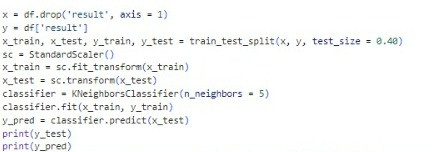 x = df.drop('result', axis = 1)
y = df['result']
x_train, x_test, y_train, y_test = train_test_split(x, y, test_size = 0.40)
sc = StandardScaler()
x_train = sc.fit_transform(x_train)
x_test = sc.transform(x_test)
classifier = KNeighborsClassifier(n_neighbors = 5)
classifier.fit(x_train, y_train)
y_pred = classifier.predict(x_test)
print(y_test)
print(y_pred)